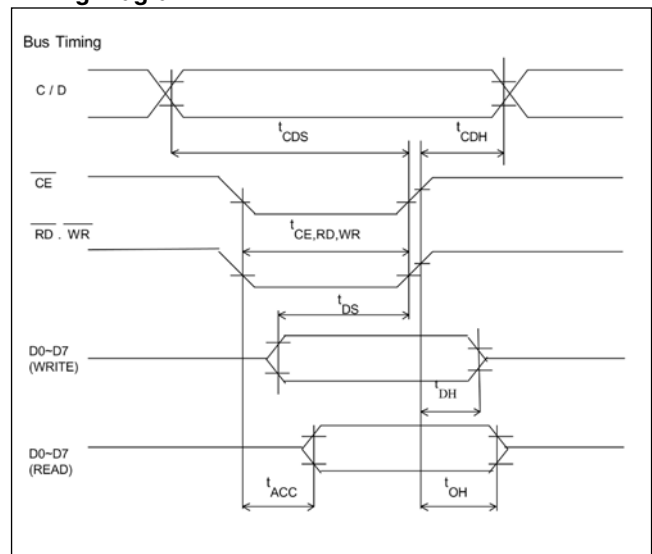 Bus Timing
C / D
tCDS
tCDH
CE
tCE,RD,WR
RD . WR
tDS
D0~D7
(WRITE)
tDH
D0~D7
(READ)
tACC
tOH